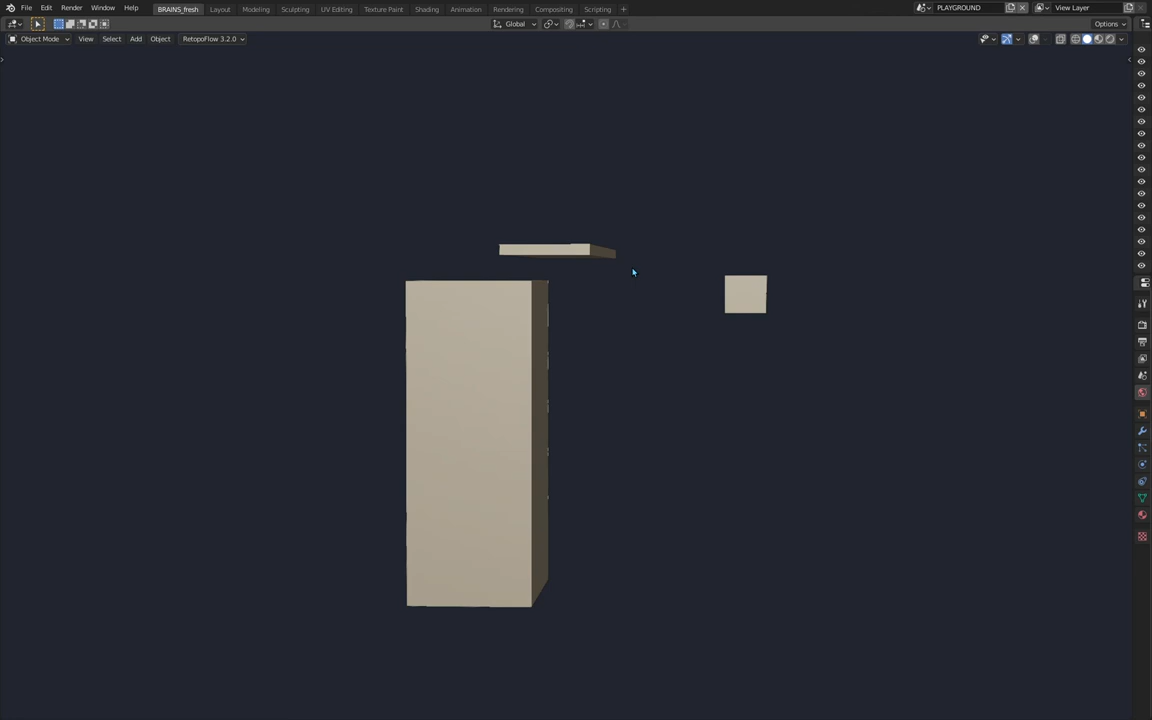 File Edit Render Window Help BRAINS_fresh Layout Modeling Sculpting UV Editing Texture Paint Shading Animation Rendering Compositing Scripting + PLAYGROUND View Layer
Global Options
Object Mode View Select Add Object RetopoFlow 3.2.0